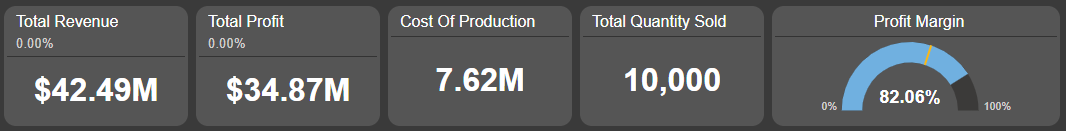 Total Revenue
0.00%
$42.49M
Total Profit
0.00%
$34.87M
Cost Of Production
7.62M
Total Quantity Sold
10,000
Profit Margin
82.06%
0%
100%